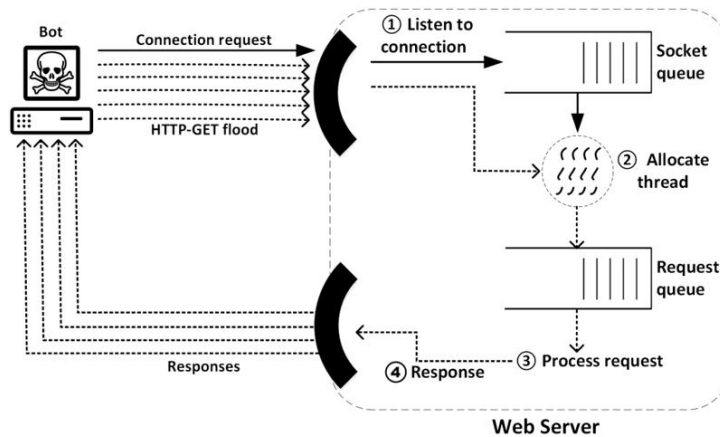 Bot
Connection request
HTTP-GET flood
① Listen to
connection
Socket
queue
② Allocate
thread
Request
queue
③ Process request
④ Response
Responses
Web Server